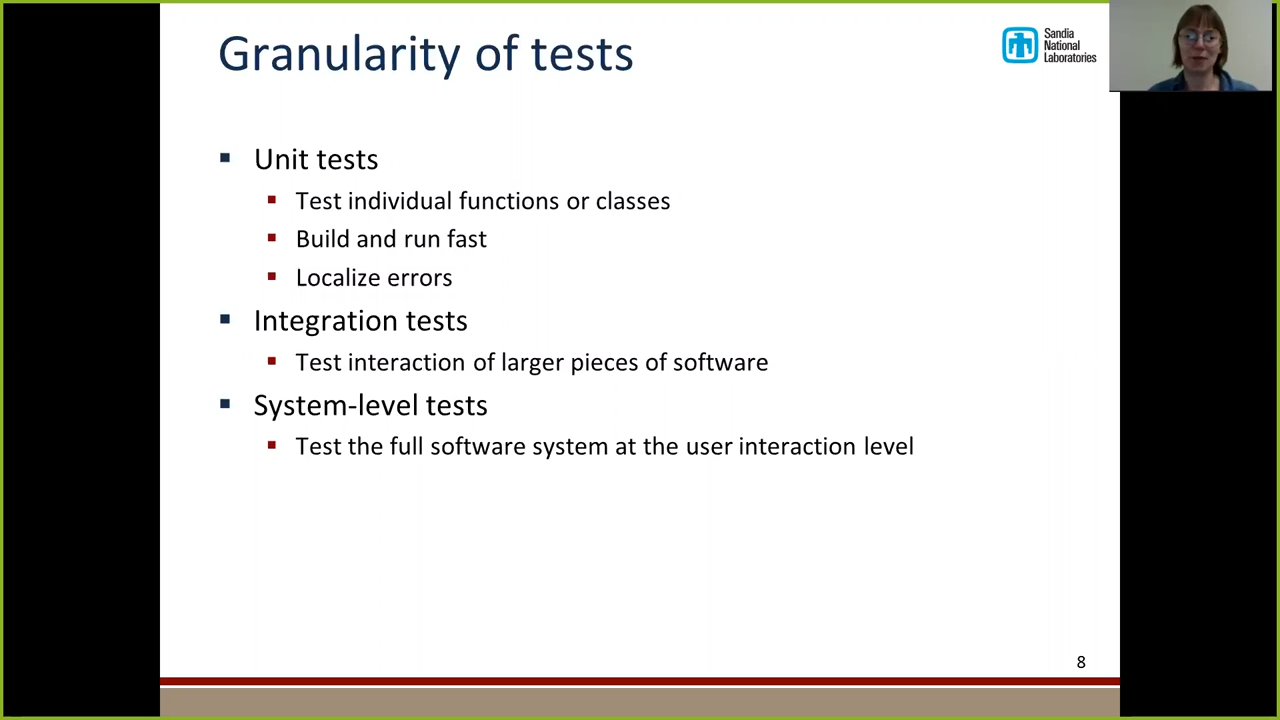 Granularity of tests
Sandia
National
Laboratories
Unit tests
Test individual functions or classes
Build and run fast
Localize errors
Integration tests
Test interaction of larger pieces of software
System-level tests
Test the full software system at the user interaction level
8